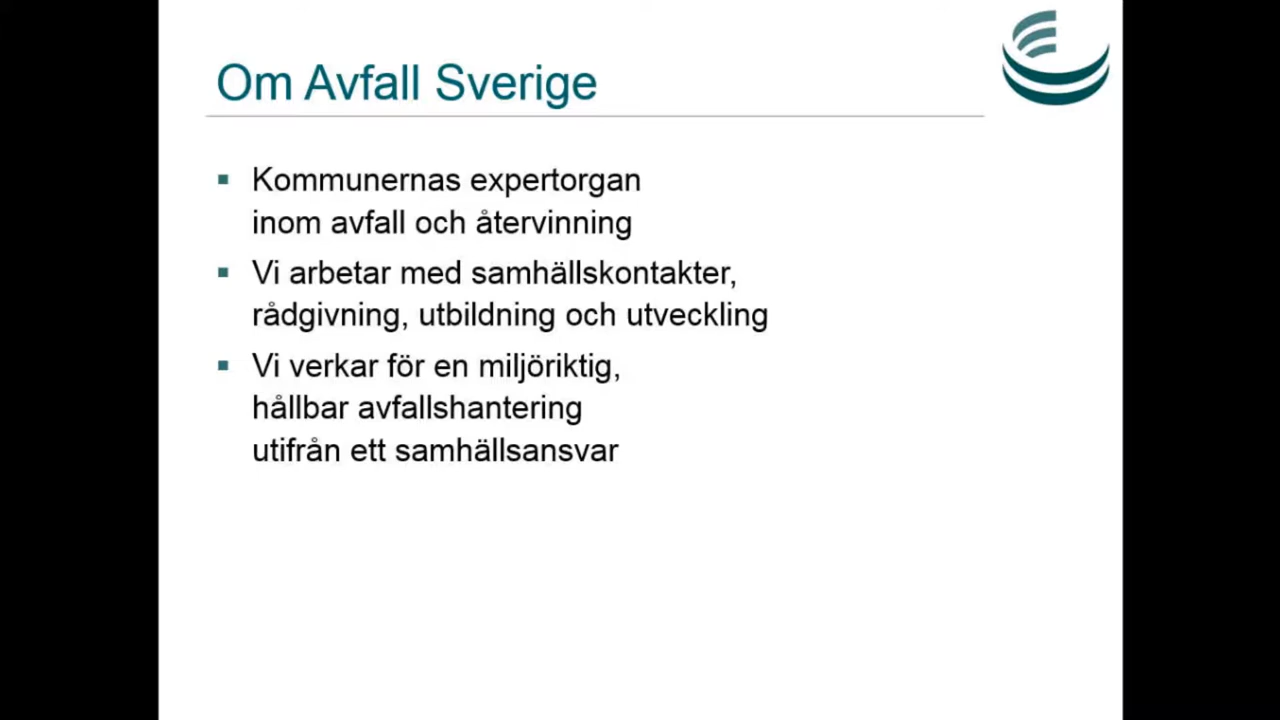 Om Avfall Sverige
Kommunernas expertorgan
inom avfall och återvinning
Vi arbetar med samhällskontakter,
rådgivning, utbildning och utveckling
Vi verkar för en miljöriktig,
hållbar avfallshantering
utifrån ett samhällsansvar